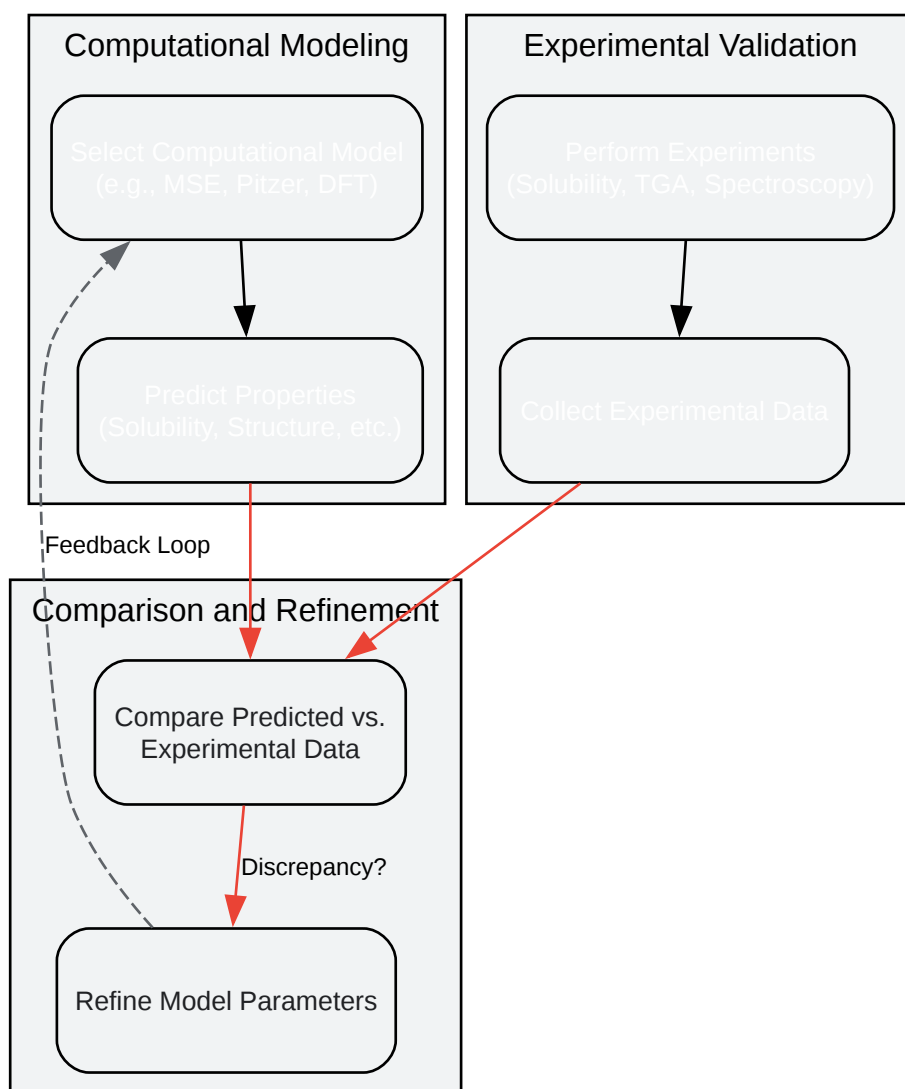 Computational Modeling
Select Computational Model
(e.g., MSE, Pitzer, DFT)
Predict Properties
(Solubility, Structure, etc.)
Experimental Validation
Perform Experiments
(Solubility, TGA, Spectroscopy)
Collect Experimental Data
Feedback Loop
Comparison and Refinement
Compare Predicted vs.
Experimental Data
Discrepancy?
Refine Model Parameters